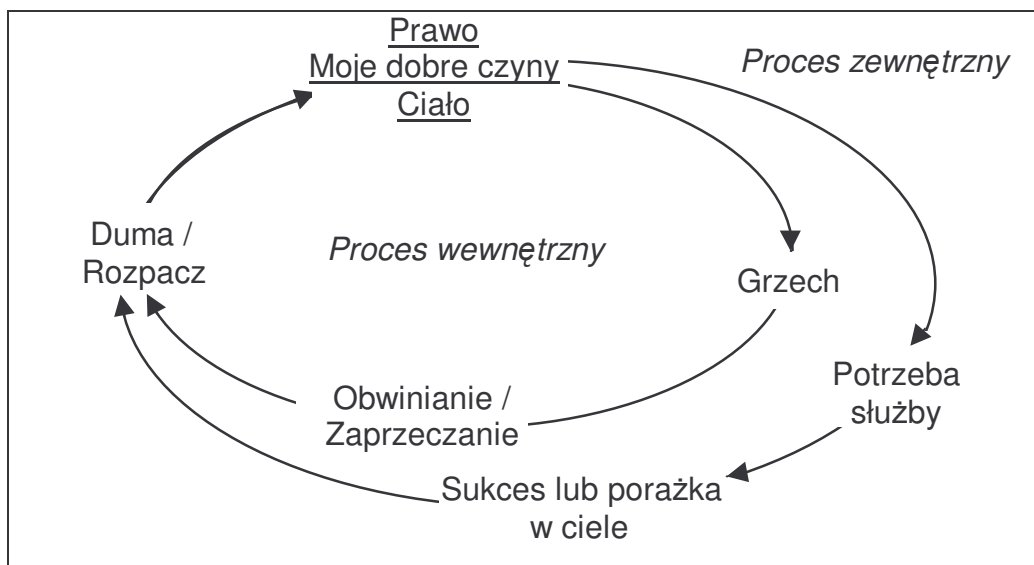 Prawo
Moje dobre czyny
Ciało
Proces zewnętrzny
Duma /
Rozpacz
Proces wewnętrzny
Grzech
Potrzeba
służby
Obwinianie /
Zaprzeczanie
Sukces lub porażka
w ciele